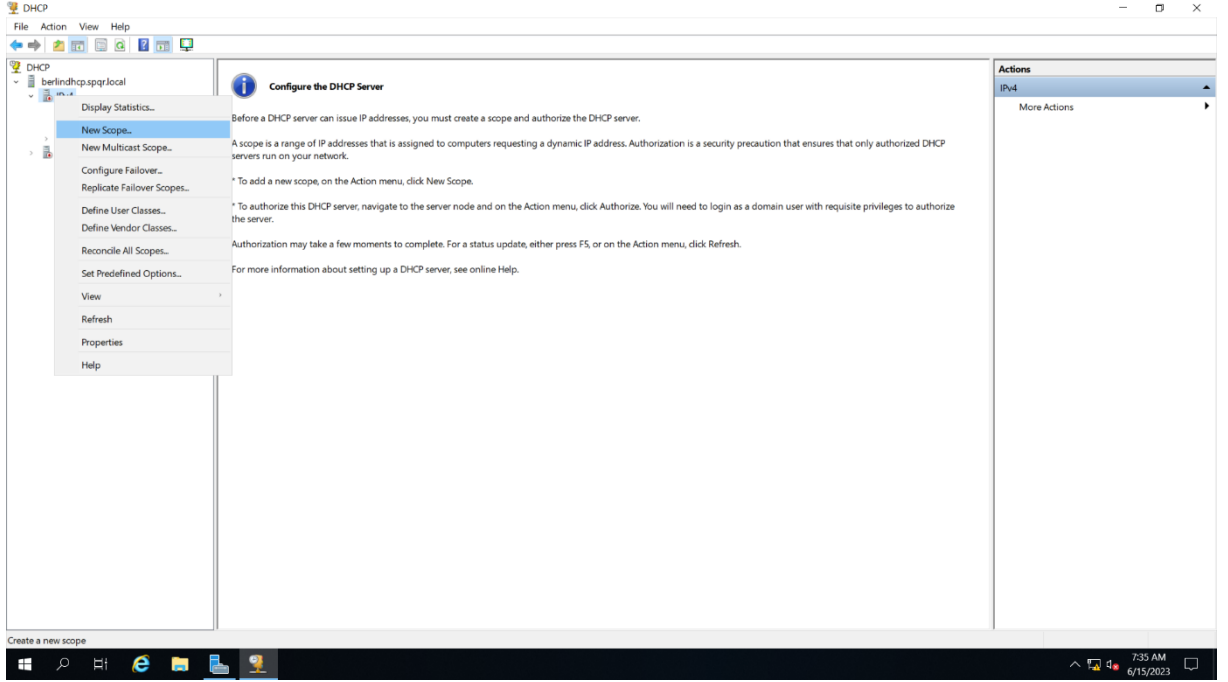 DHCP
File Action View Help
DHCP
berlindhcp.spqr.local
IPv4
Display Statistics...
New Scope...
New Multicast Scope...
Configure Failover...
Replicate Failover Scopes...
Define User Classes...
Define Vendor Classes...
Reconcile All Scopes...
Set Predefined Options...
View
Refresh
Properties
Help
Configure the DHCP Server
Before a DHCP server can issue IP addresses, you must create a scope and authorize the DHCP server.
A scope is a range of IP addresses that is assigned to computers requesting a dynamic IP address. Authorization is a security precaution that ensures that only authorized DHCP
servers run on your network.
* To add a new scope, on the Action menu, click New Scope.
* To authorize this DHCP server, navigate to the server node and on the Action menu, click Authorize. You will need to login as a domain user with requisite privileges to authorize
the server.
Authorization may take a few moments to complete. For a status update, either press F5, or on the Action menu, click Refresh.
For more information about setting up a DHCP server, see online Help.
Actions
IPv4
More Actions
Create a new scope
7:35 AM
6/15/2023